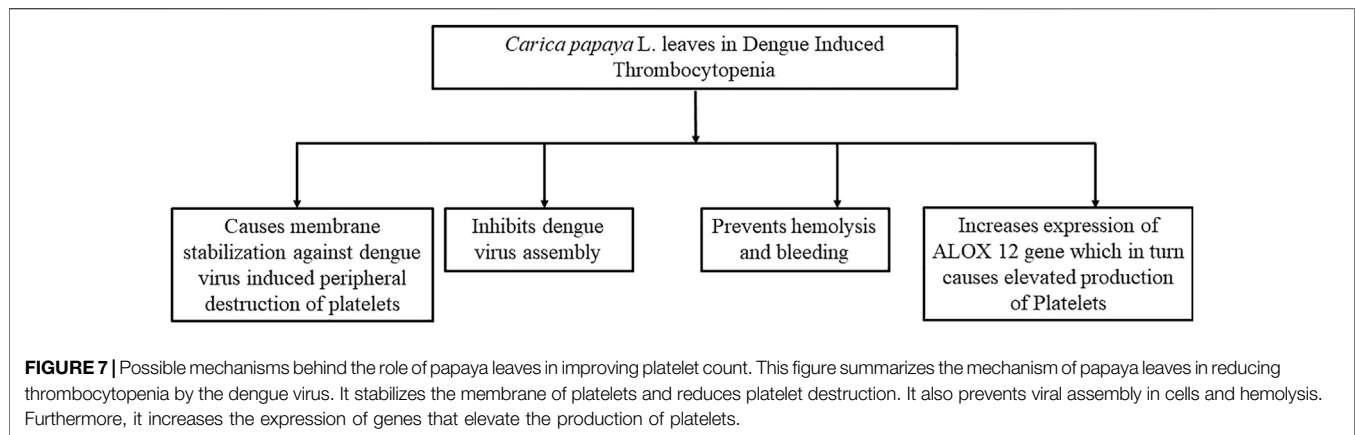 Carica papaya L. leaves in Dengue Induced
Thrombocytopenia
Causes membrane
stabilization against dengue
virus induced peripheral
destruction of platelets
Inhibits dengue
virus assembly
Prevents hemolysis
and bleeding
Increases expression of
ALOX 12 gene which in turn
causes elevated production
of Platelets
FIGURE 7 | Possible mechanisms behind the role of papaya leaves in improving platelet count. This figure summarizes the mechanism of papaya leaves in reducing
thrombocytopenia by the dengue virus. It stabilizes the membrane of platelets and reduces platelet destruction. It also prevents viral assembly in cells and hemolysis.
Furthermore, it increases the expression of genes that elevate the production of platelets.